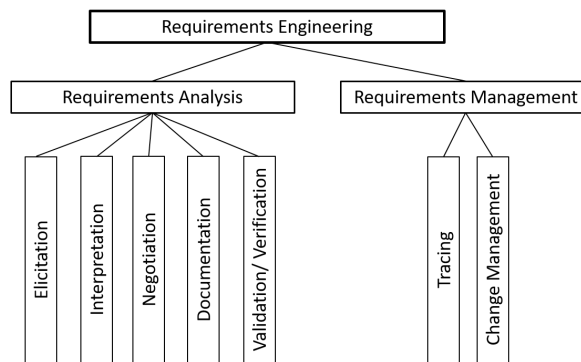 Requirements Engineering
Requirements Analysis
Requirements Management
Elicitation
Interpretation
Negotiation
Documentation
Validation/ Verification
Tracing
Change Management